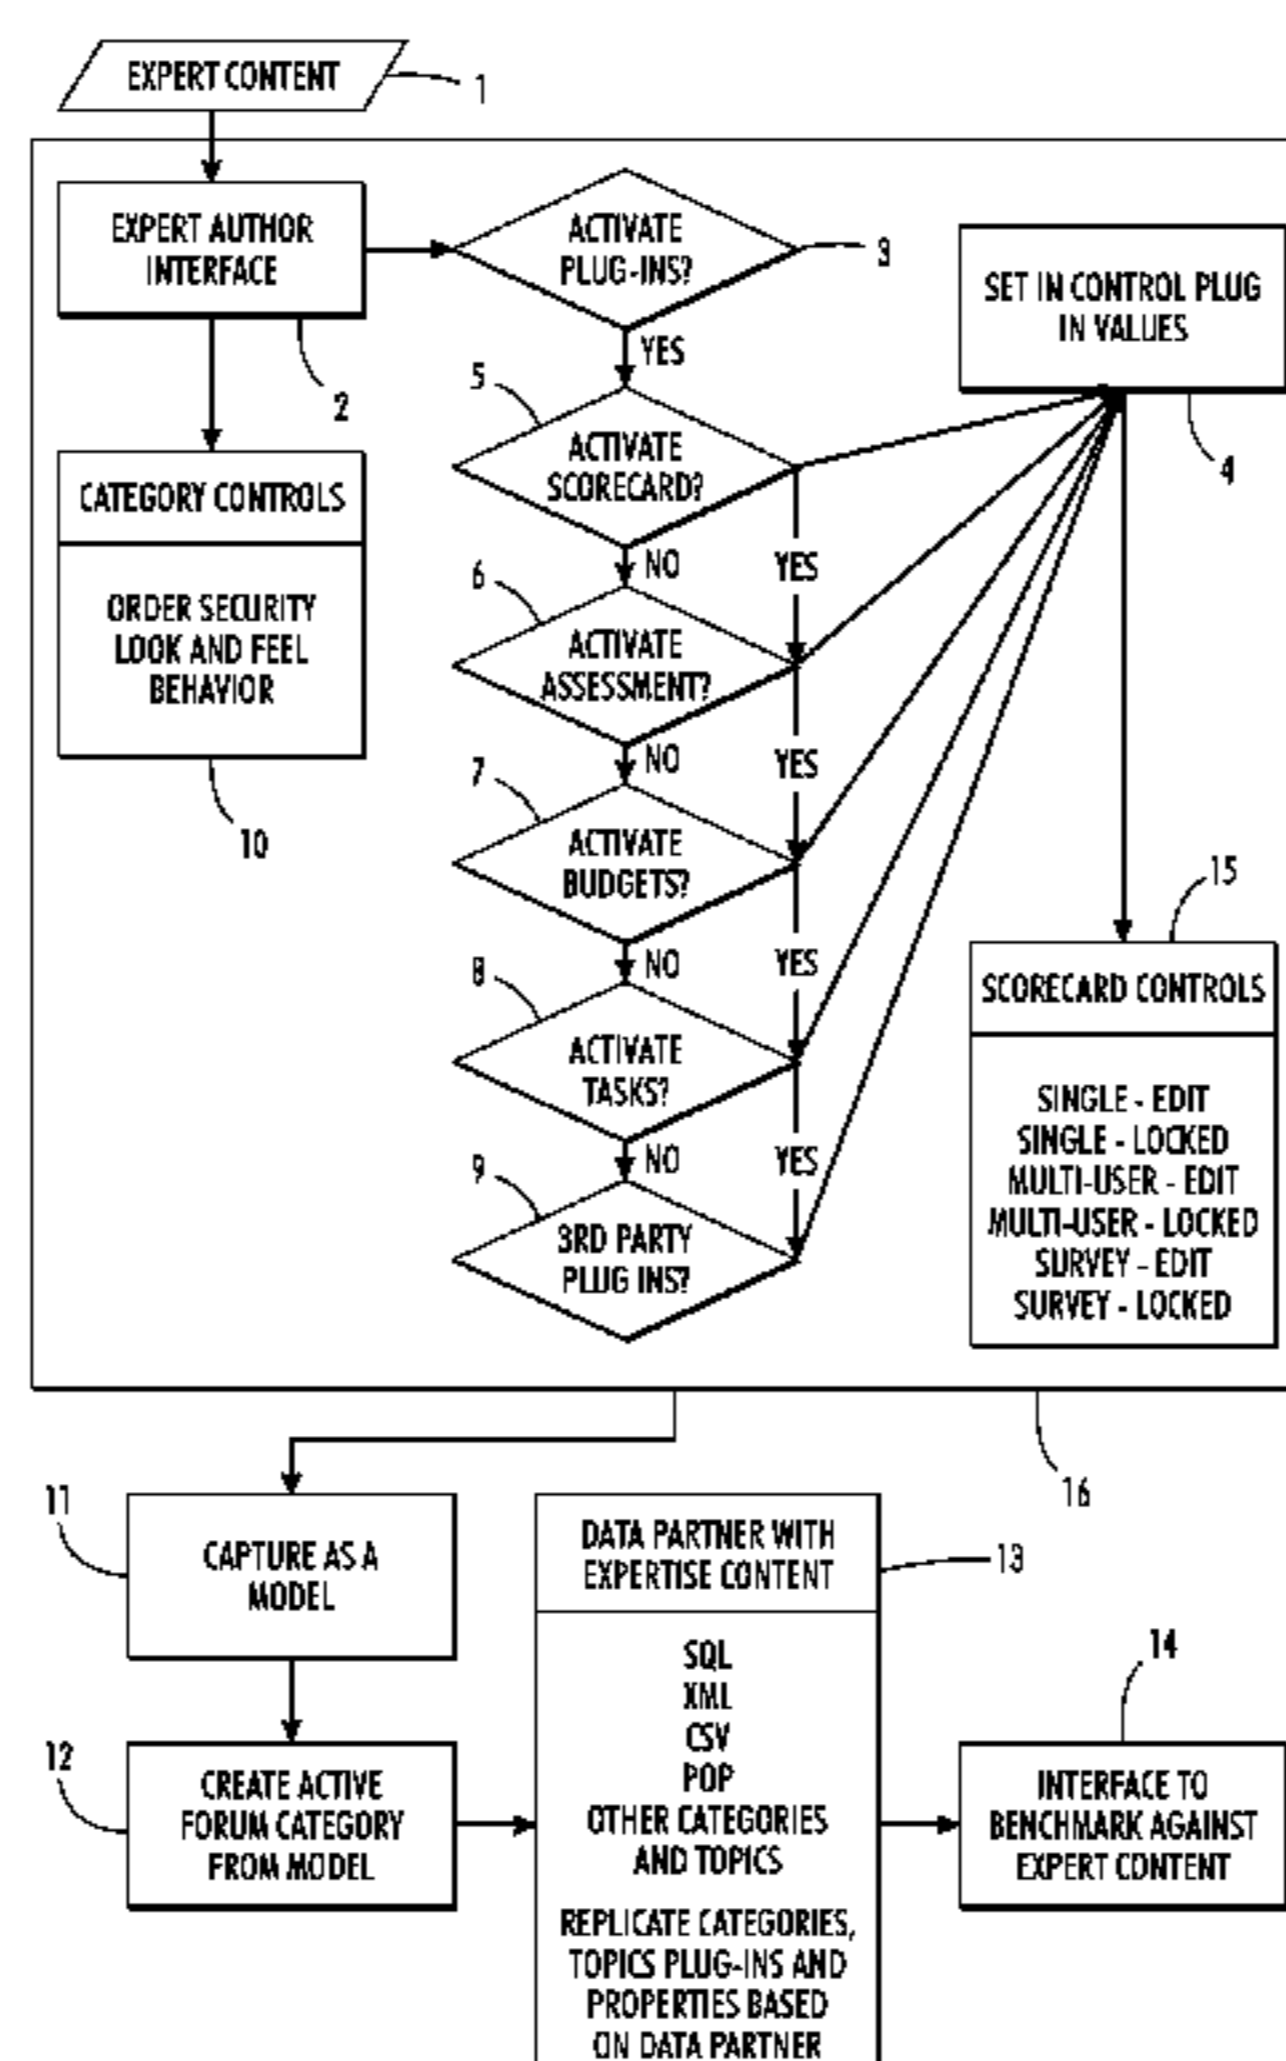 EXPERT CONTENT
1
EXPERT AUTHOR
INTERFACE
2
ACTIVATE
PLUG-INS?
3
YES
SET IN CONTROL PLUG
IN VALUES
4
CATEGORY CONTROLS
ORDER SECURITY
LOOK AND FEEL
BEHAVIOR
10
5
ACTIVATE
SCORECARD?
NO
YES
6
ACTIVATE
ASSESSMENT?
NO
YES
7
ACTIVATE
BUDGETS?
NO
YES
8
ACTIVATE
TASKS?
NO
YES
9
3RD PARTY
PLUG INS?
15
SCORECARD CONTROLS
SINGLE - EDIT
SINGLE - LOCKED
MULTI-USER - EDIT
MULTI-USER - LOCKED
SURVEY - EDIT
SURVEY - LOCKED
16
11
CAPTURE AS A
MODEL
12
CREATE ACTIVE
FORUM CATEGORY
FROM MODEL
DATA PARTNER WITH
EXPERTISE CONTENT
13
SQL
XML
CSV
POP
OTHER CATEGORIES
AND TOPICS
REPLICATE CATEGORIES,
TOPICS PLUG-INS AND
PROPERTIES BASED
ON DATA PARTNER
14
INTERFACE TO
BENCHMARK AGAINST
EXPERT CONTENT